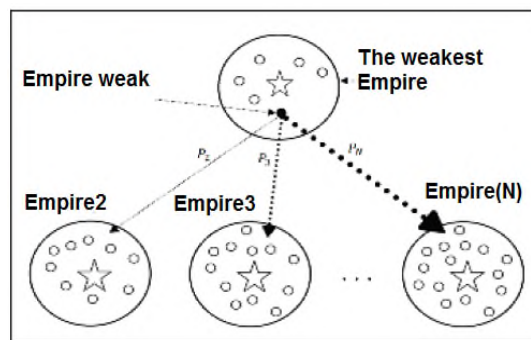 The weakest
Empire
Empire weak
P2
P3
PN
Empire2
Empire3
Empire(N)
. . .